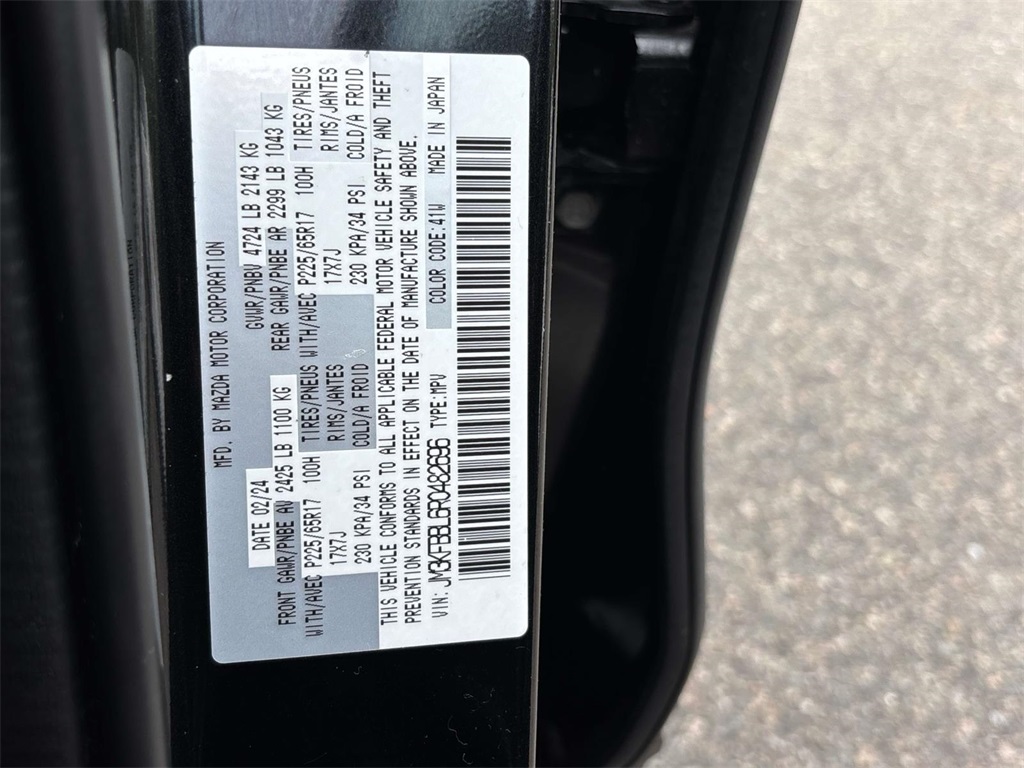 MFD. BY MAZDA MOTOR CORPORATION
DATE 02/24 GVWR/PNBV 4724 LB 2143 KG
FRONT GAWR/PNBE AV 2425 LB 1100 KG REAR GAWR/PNBE AR 2299 LB 1043 KG
WITH/AVEC P225/65R17 100H TIRES/PNEUS WITH/AVEC P225/65R17 100H TIRES/PNEUS
17X7J RIMS/JANTES 17X7J RIMS/JANTES
230 KPA/34 PSI COLD/A FROID 230 KPA/34 PSI COLD/A FROID
THIS VEHICLE CONFORMS TO ALL APPLICABLE FEDERAL MOTOR VEHICLE SAFETY AND THEFT
PREVENTION STANDARDS IN EFFECT ON THE DATE OF MANUFACTURE SHOWN ABOVE.
VIN: JM3KFBBL6R0482696 TYPE:MPV COLOR CODE:41W MADE IN JAPAN